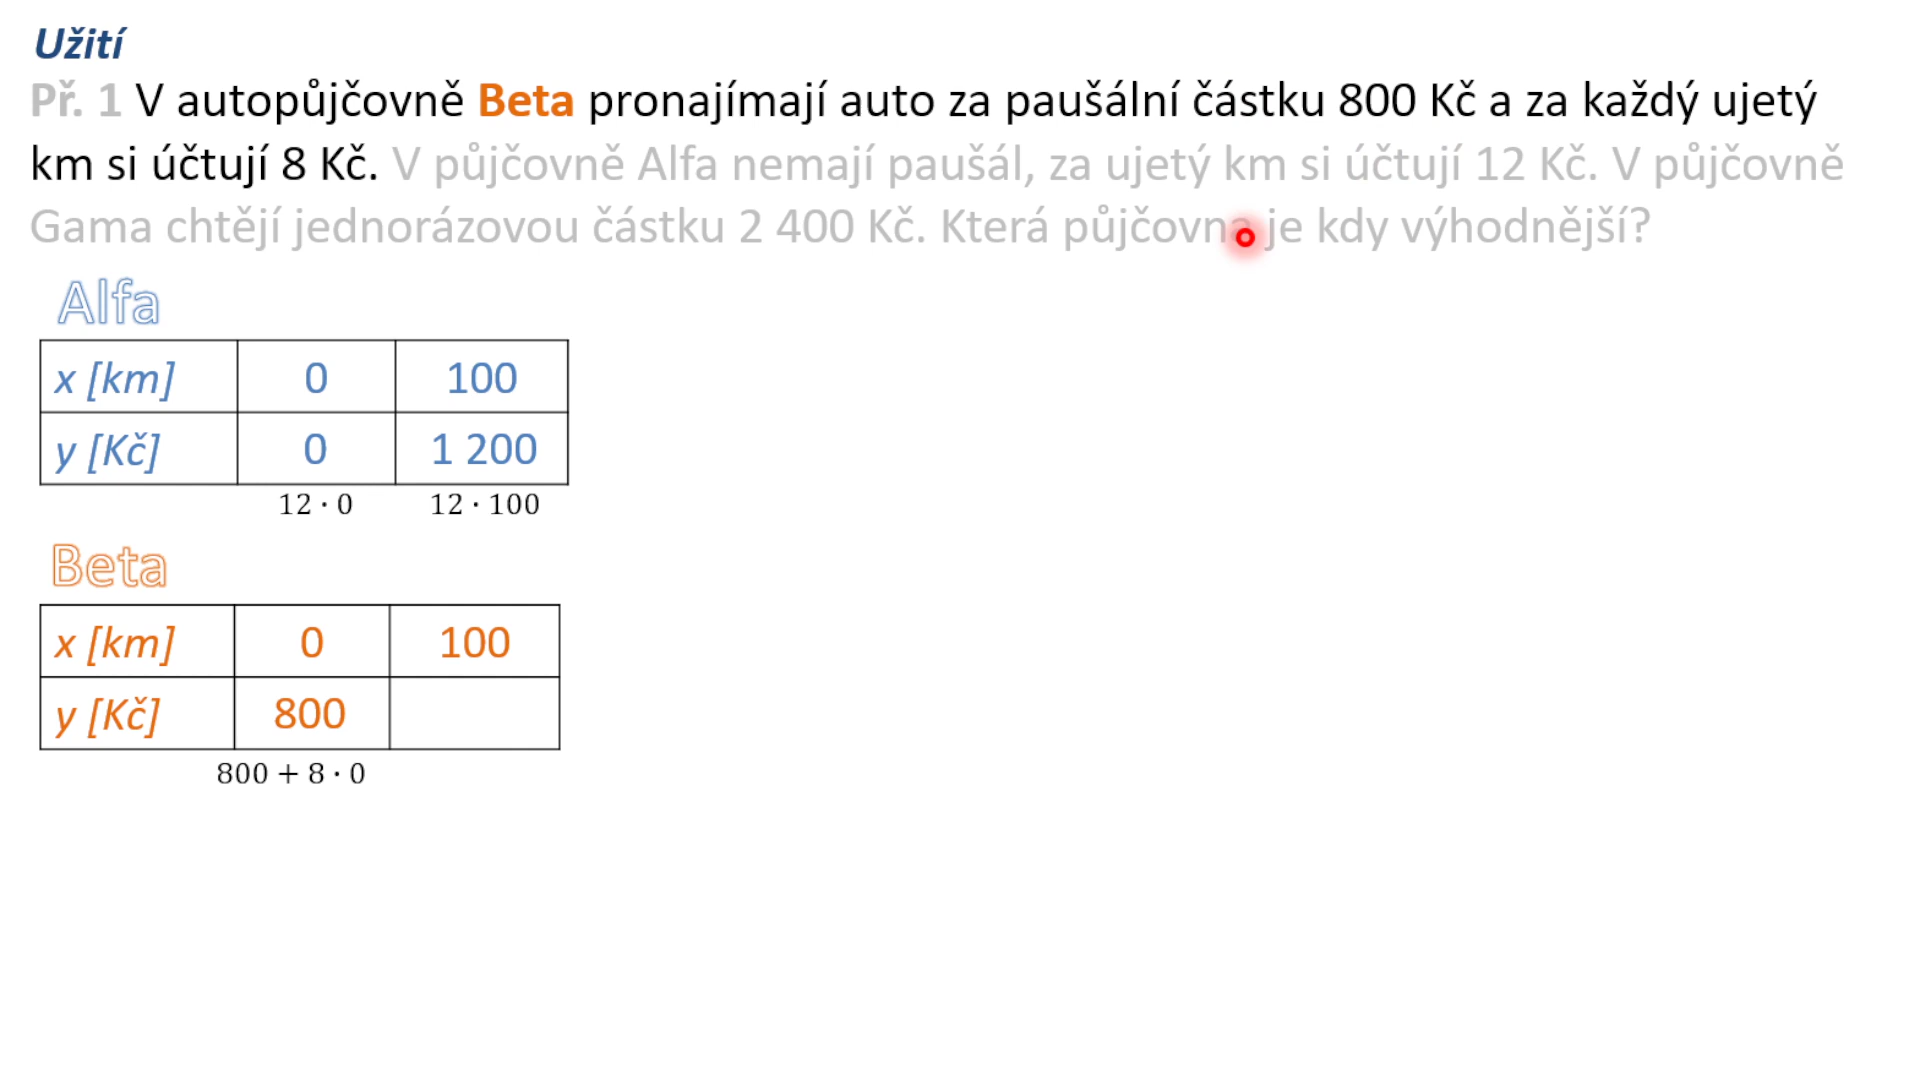 Užití
Př. 1 V autopůjčovně Beta pronajímají auto za paušální částku 800 Kč a za každý ujetý
km si účtují 8 Kč. V půjčovně Alfa nemají paušál, za ujetý km si účtují 12 Kč. V půjčovně
Gama chtějí jednorázovou částku 2 400 Kč. Která půjčovna je kdy výhodnější?
Alfa
x [km] 0 100
y [Kč] 0 1 200
12 · 0 12 · 100
Beta
x [km] 0 100
y [Kč] 800
800 + 8 · 0